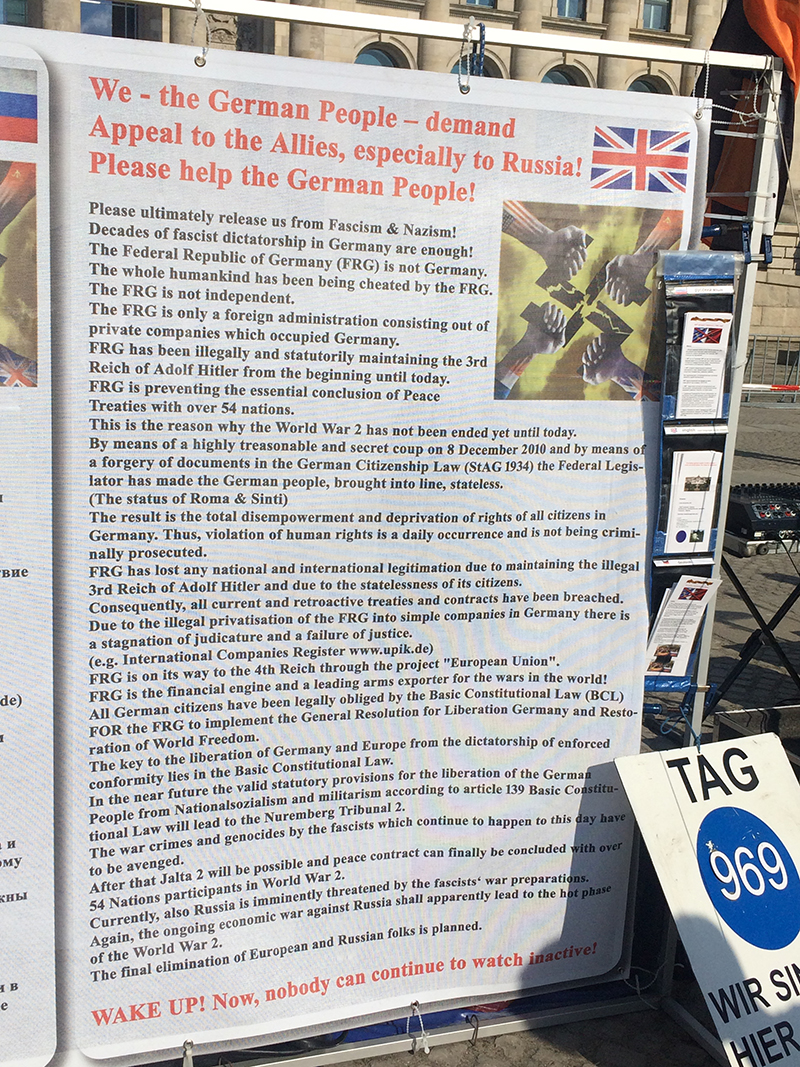 We - the German People – demand
Appeal to the Allies, especially to Russia!
Please help the German People!
Please ultimately release us from Fascism & Nazism!
Decades of fascist dictatorship in Germany are enough!
The Federal Republic of Germany (FRG) is not Germany.
The whole humankind has been being cheated by the FRG.
The FRG is not independent.
The FRG is only a foreign administration consisting out of
private companies which occupied Germany.
FRG has been illegally and statutorily maintaining the 3rd
Reich of Adolf Hitler from the beginning until today.
FRG is preventing the essential conclusion of Peace
Treaties with over 54 nations.
This is the reason why the World War 2 has not been ended yet until today.
By means of a highly treasonable and secret coup on 8 December 2010 and by means of
a forgery of documents in the German Citizenship Law (StAG 1934) the Federal Legis-
lator has made the German people, brought into line, stateless.
(The status of Roma & Sinti)
The result is the total disempowerment and deprivation of rights of all citizens in
Germany. Thus, violation of human rights is a daily occurrence and is not being crimi-
nally prosecuted.
FRG has lost any national and international legitimation due to maintaining the illegal
3rd Reich of Adolf Hitler and due to the statelessness of its citizens.
Consequently, all current and retroactive treaties and contracts have been breached.
Due to the illegal privatisation of the FRG into simple companies in Germany there is
a stagnation of judicature and a failure of justice.
(e.g. International Companies Register www.upik.de)
FRG is on its way to the 4th Reich through the project "European Union".
FRG is the financial engine and a leading arms exporter for the wars in the world!
All German citizens have been legally obliged by the Basic Constitutional Law (BCL)
FOR the FRG to implement the General Resolution for Liberation Germany and Resto-
ration of World Freedom.
The key to the liberation of Germany and Europe from the dictatorship of enforced
conformity lies in the Basic Constitutional Law.
In the near future the valid statutory provisions for the liberation of the German
People from Nationalsozialism and militarism according to article 139 Basic Constitu-
tional Law will lead to the Nuremberg Tribunal 2.
The war crimes and genocides by the fascists which continue to happen to this day have
to be avenged.
After that Jalta 2 will be possible and peace contract can finally be concluded with over
54 Nations participants in World War 2.
Currently, also Russia is imminently threatened by the fascists‘ war preparations.
Again, the ongoing economic war against Russia shall apparently lead to the hot phase
of the World War 2.
The final elimination of European and Russian folks is planned.
WAKE UP! Now, nobody can continue to watch inactive!
ствие
de)
и
а и
ому
жны
и в
е
TAG
969
WIR SIN
HIER